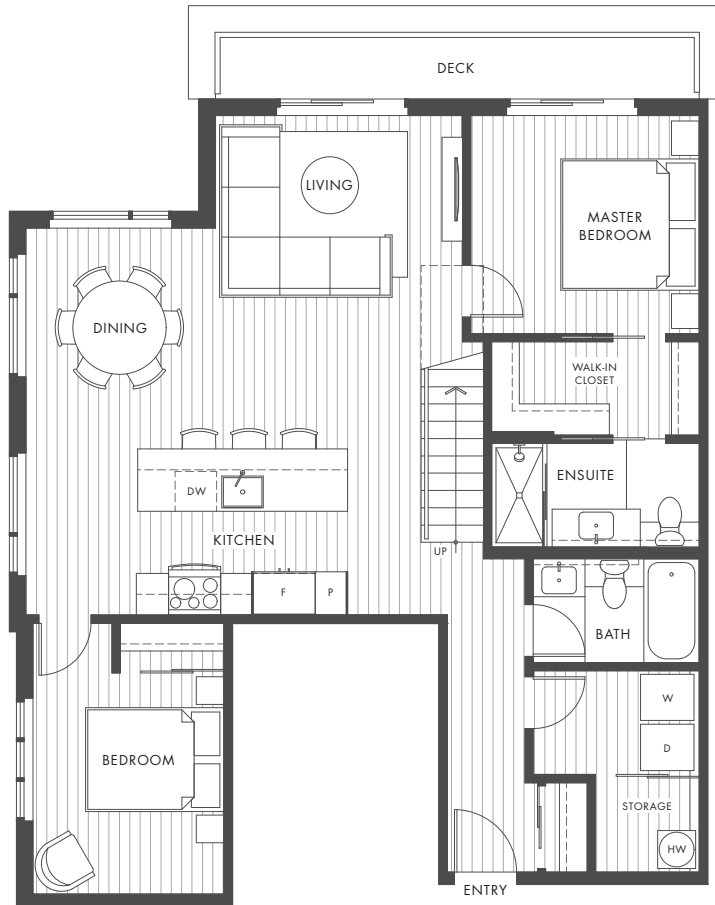 DECK
LIVING
MASTER
BEDROOM
DINING
WALK-IN
CLOSET
ENSUITE
DW
KITCHEN
UP
F
P
BATH
W
D
BEDROOM
STORAGE
HW
ENTRY